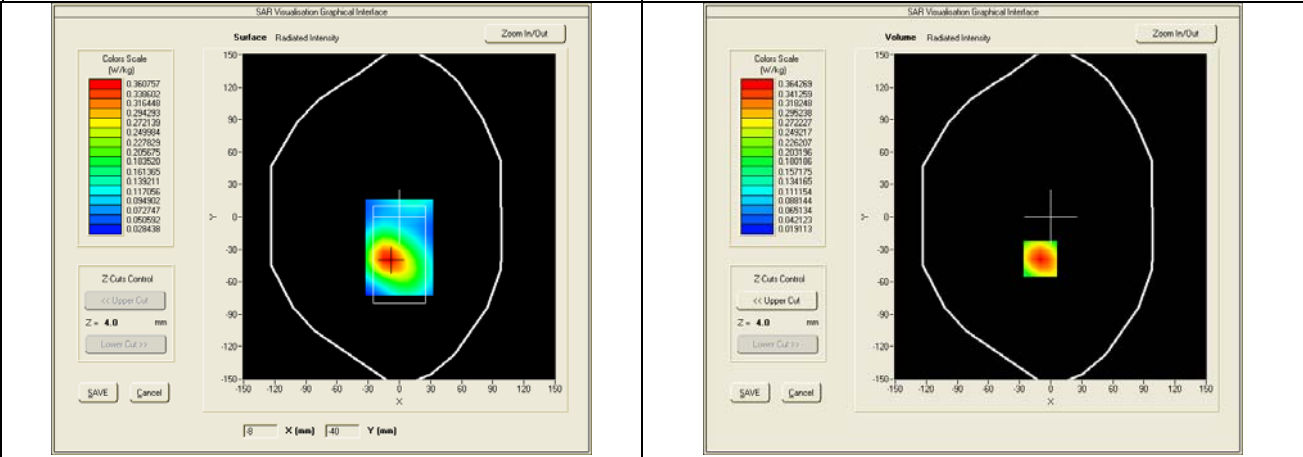 SAR Visualisation Graphical Interface
Surface Radiated Intensity
Zoom In/Out
Colors Scale
(W/kg)
0.360757
0.338602
0.316448
0.294293
0.272139
0.249984
0.227829
0.205675
0.183520
0.161365
0.139211
0.117056
0.094902
0.072747
0.050592
0.028438
150
120
90
60
30
0
-30
-60
-90
-120
-150
Y
-150 -120 -90 -60 -30 0 30 60 90 120 150
X
Z-Cuts Control
<< Upper Cut
Z = 4.0 mm
Lower Cut >>
SAVE Cancel
-8 X (mm) -40 Y (mm)
SAR Visualisation Graphical Interface
Volume Radiated Intensity
Zoom In/Out
Colors Scale
(W/kg)
0.364269
0.341259
0.318248
0.295238
0.272227
0.249217
0.226207
0.203196
0.180186
0.157175
0.134165
0.111154
0.088144
0.065134
0.042123
0.019113
150
120
90
60
30
0
-30
-60
-90
-120
-150
Y
-150 -120 -90 -60 -30 0 30 60 90 120 150
X
Z-Cuts Control
<< Upper Cut
Z = 4.0 mm
Lower Cut >>
SAVE Cancel